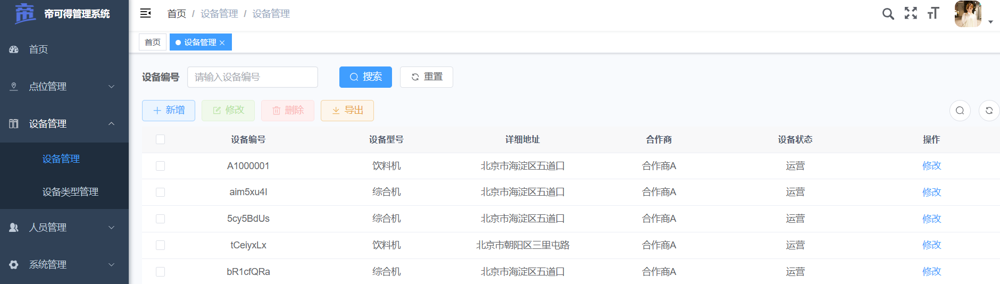 帝 帝可得管理系统
首页 / 设备管理 / 设备管理
首页 设备管理
首页
点位管理
设备管理
设备管理
设备类型管理
人员管理
系统管理
设备编号 请输入设备编号 搜索 重置
新增 修改 删除 导出
设备编号 设备型号 详细地址 合作商 设备状态 操作
A1000001 饮料机 北京市海淀区五道口 合作商A 运营 修改
aim5xu4I 综合机 北京市海淀区五道口 合作商A 运营 修改
5cy5BdUs 综合机 北京市海淀区五道口 合作商A 运营 修改
tCeiyxLx 饮料机 北京市朝阳区三里屯路 合作商A 运营 修改
bR1cfQRa 综合机 北京市海淀区五道口 合作商A 运营 修改